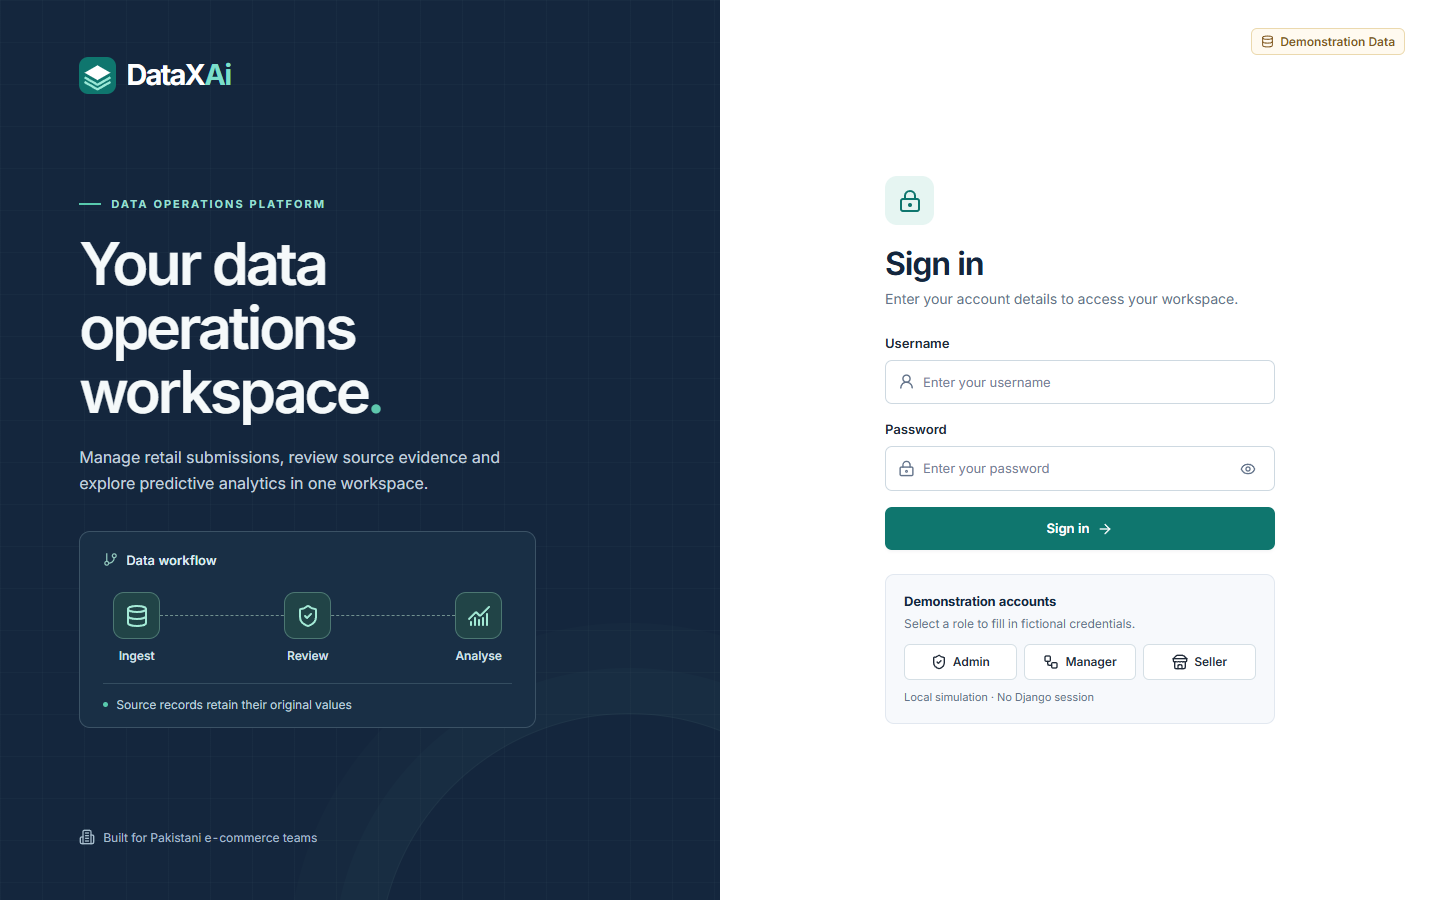 DataXAi
DATA OPERATIONS PLATFORM
Your data
operations
workspace.
Manage retail submissions, review source evidence and
explore predictive analytics in one workspace.
Data workflow
Ingest
Review
Analyse
Source records retain their original values
Built for Pakistani e-commerce teams
Demonstration Data
Sign in
Enter your account details to access your workspace.
Username
Enter your username
Password
Enter your password
Sign in
Demonstration accounts
Select a role to fill in fictional credentials.
Admin
Manager
Seller
Local simulation · No Django session